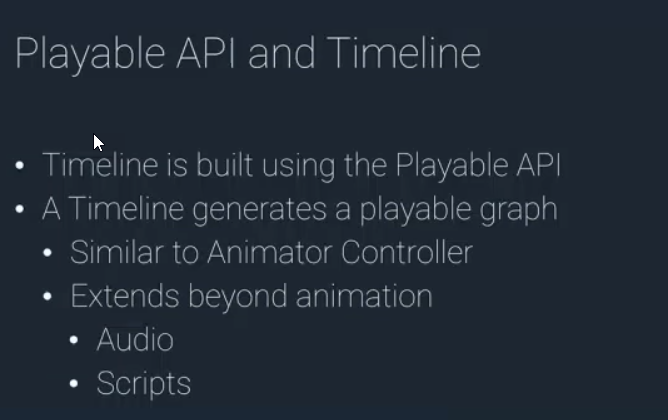 Playable API and Timeline
• Timeline is built using the Playable API
• A Timeline generates a playable graph
• Similar to Animator Controller
• Extends beyond animation
• Audio
• Scripts